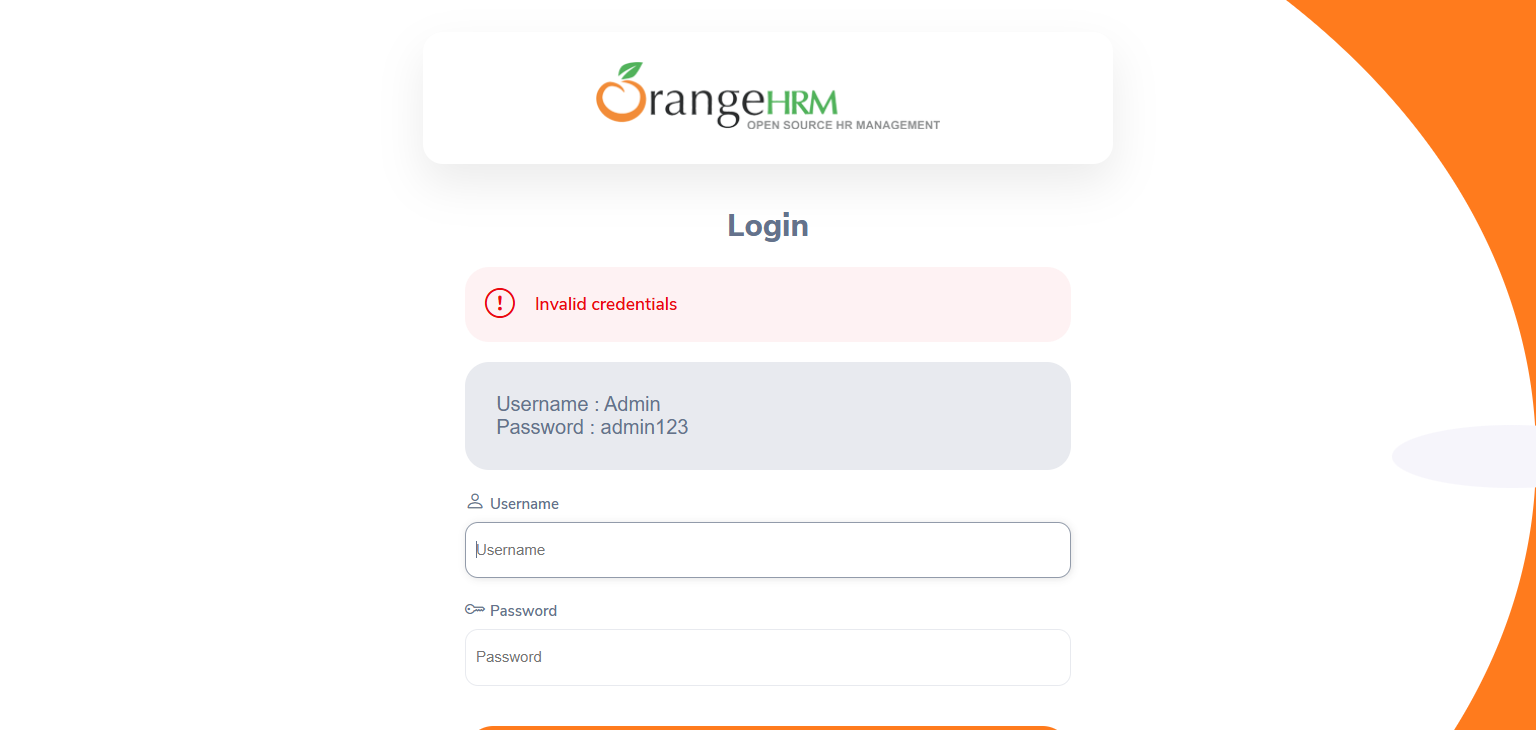 OrangeHRM
OPEN SOURCE HR MANAGEMENT
Login
Invalid credentials
Username : Admin
Password : admin123
Username
Username
Password
Password